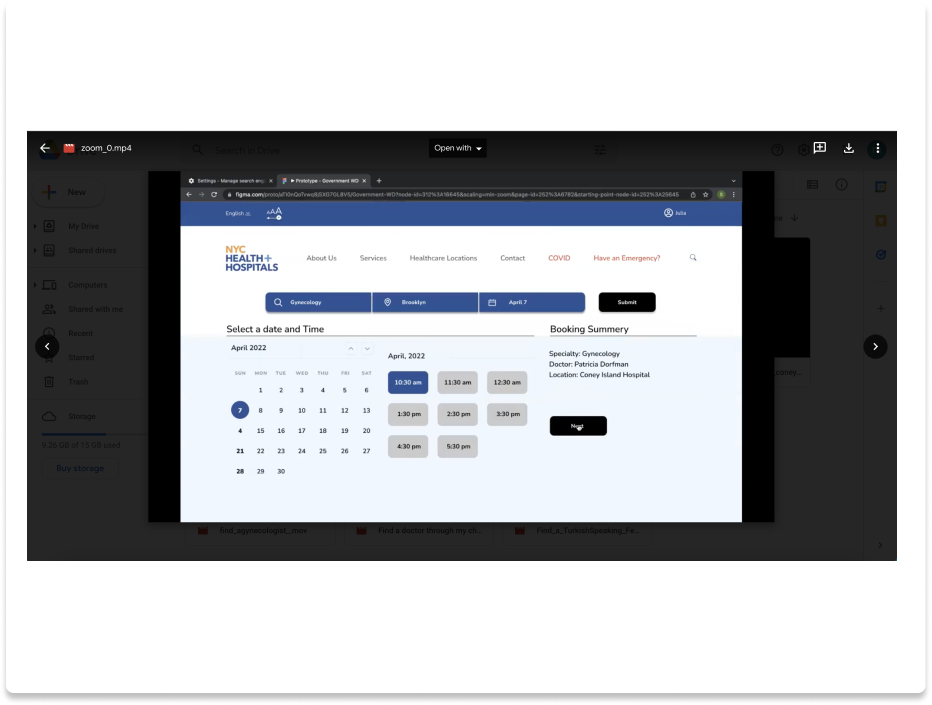 zoom_0.mp4
Search in Drive
Open with
New
My Drive
Shared drives
Computers
Shared with me
Recent
Starred
Trash
Storage
9.26 GB of 15 GB used
Buy storage
Settings - Manage search eng
Prototype - Government WD
English
AAA
Julia
NYC
HEALTH+
HOSPITALS
About Us
Services
Healthcare Locations
Contact
COVID
Have an Emergency?
Gynecology
Brooklyn
April 7
Submit
Select a date and Time
Booking Summery
April 2022
SUN MON TUE WED THU FRI SAT
1 2 3 4 5 6
7 8 9 10 11 12 13
4 15 16 17 18 19 20
21 22 23 24 25 26 27
28 29 30
April, 2022
10:30 am 11:30 am 12:30 am
1:30 pm 2:30 pm 3:30 pm
4:30 pm 5:30 pm
Specialty: Gynecology
Doctor: Patricia Dorfman
Location: Coney Island Hospital
Next
coney...
find_agynecologist_.mov
Find a doctor through my cli...
Find_a_TurkishSpeaking_Fe...